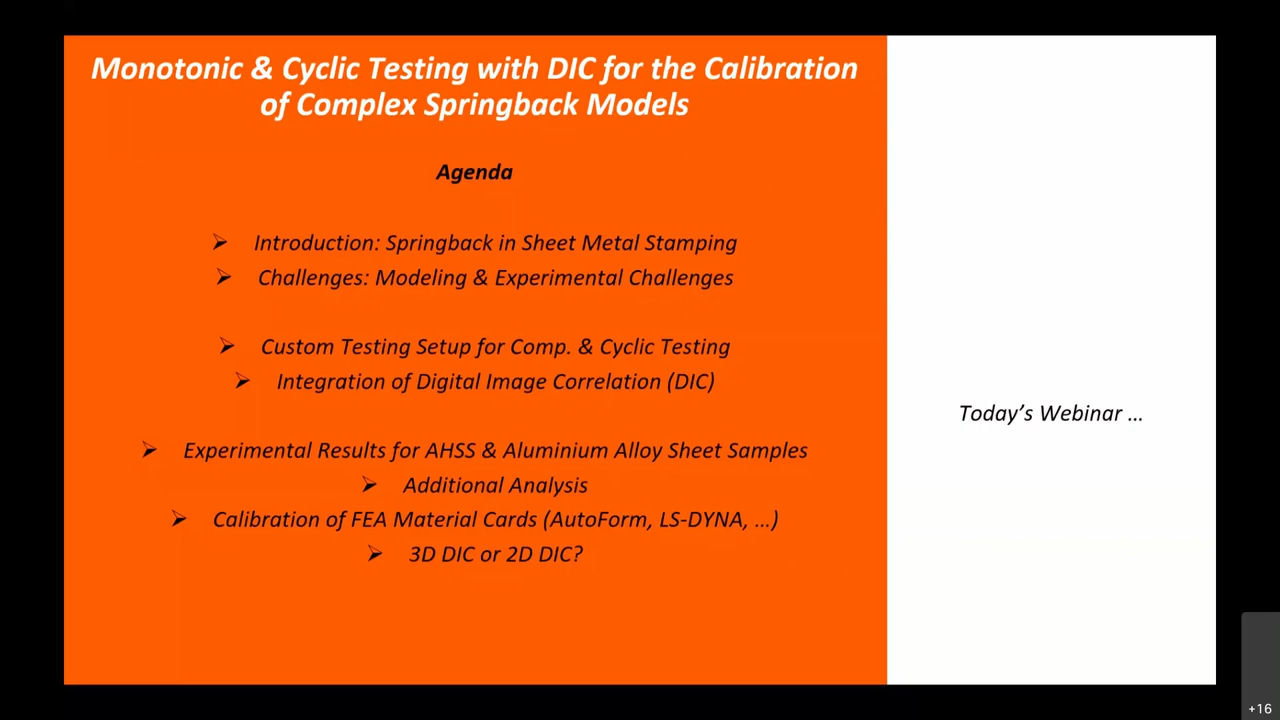 Monotonic & Cyclic Testing with DIC for the Calibration
of Complex Springback Models
Agenda
➢ Introduction: Springback in Sheet Metal Stamping
➢ Challenges: Modeling & Experimental Challenges
➢ Custom Testing Setup for Comp. & Cyclic Testing
➢ Integration of Digital Image Correlation (DIC)
➢ Experimental Results for AHSS & Aluminium Alloy Sheet Samples
➢ Additional Analysis
➢ Calibration of FEA Material Cards (AutoForm, LS-DYNA, ...)
➢ 3D DIC or 2D DIC?
Today's Webinar ...
+16